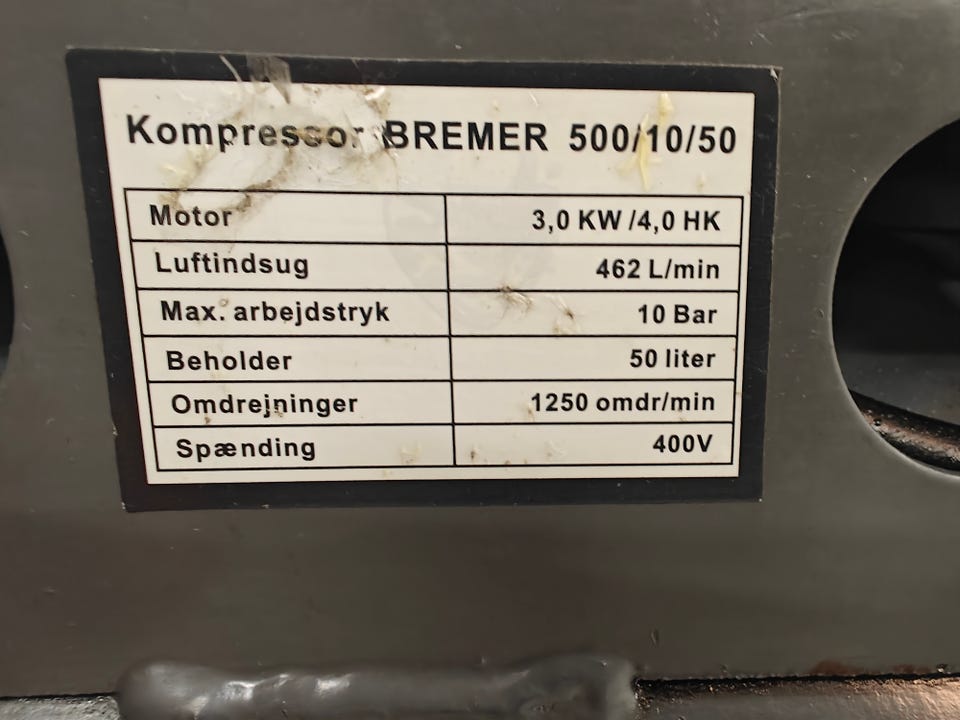 Kompressor BREMER 500/10/50
Motor 3,0 KW /4,0 HK
Luftindsug 462 L/min
Max. arbejdstryk 10 Bar
Beholder 50 liter
Omdrejninger 1250 omdr/min
Spænding 400V